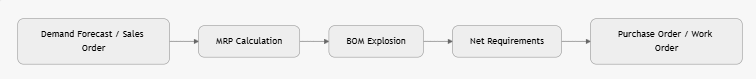 Demand Forecast / Sales
Order
MRP Calculation
BOM Explosion
Net Requirements
Purchase Order / Work
Order